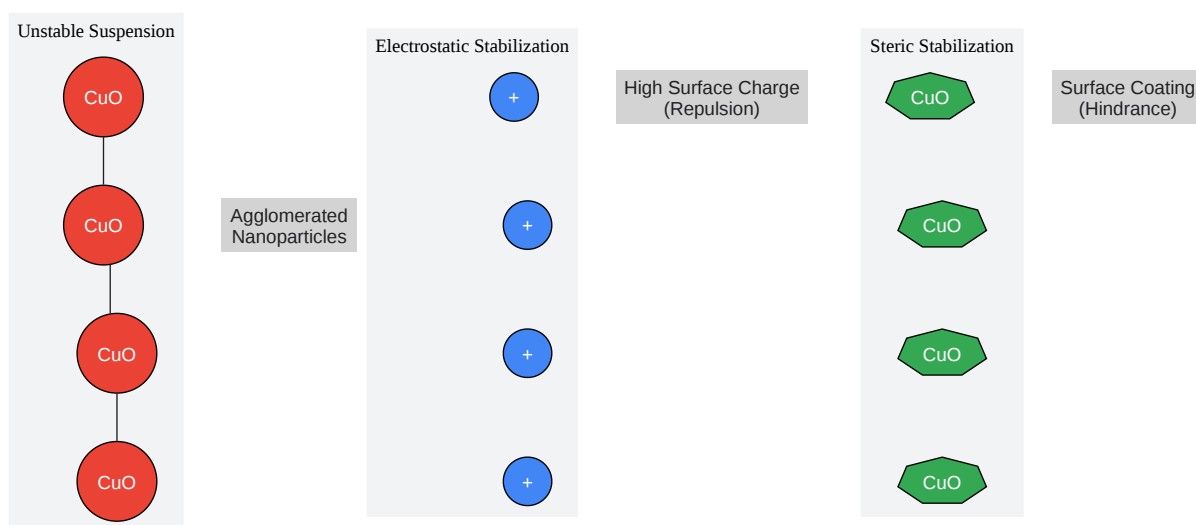 Unstable Suspension
CuO
CuO
CuO
CuO
Agglomerated
Nanoparticles
Electrostatic Stabilization
+
+
+
+
High Surface Charge
(Repulsion)
Steric Stabilization
CuO
CuO
CuO
CuO
Surface Coating
(Hindrance)